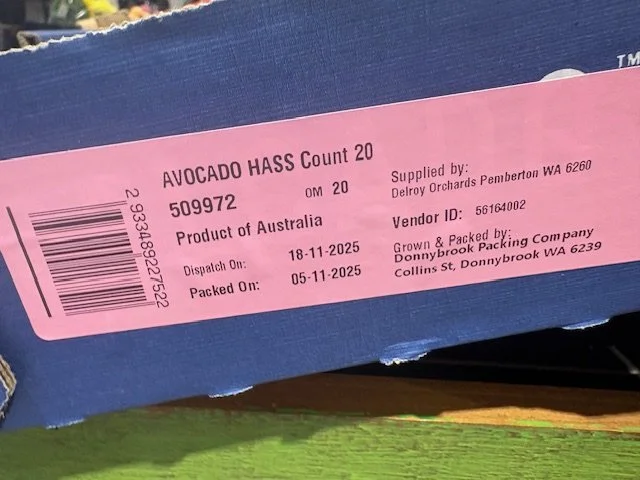 TM
AVOCADO HASS Count 20
509972 OM 20
Product of Australia
Dispatch On: 18-11-2025
Packed On: 05-11-2025
2933489227522
Supplied by:
Delroy Orchards Pemberton WA 6260
Vendor ID: 56164002
Grown & Packed by:
Donnybrook Packing Company
Collins St, Donnybrook WA 6239